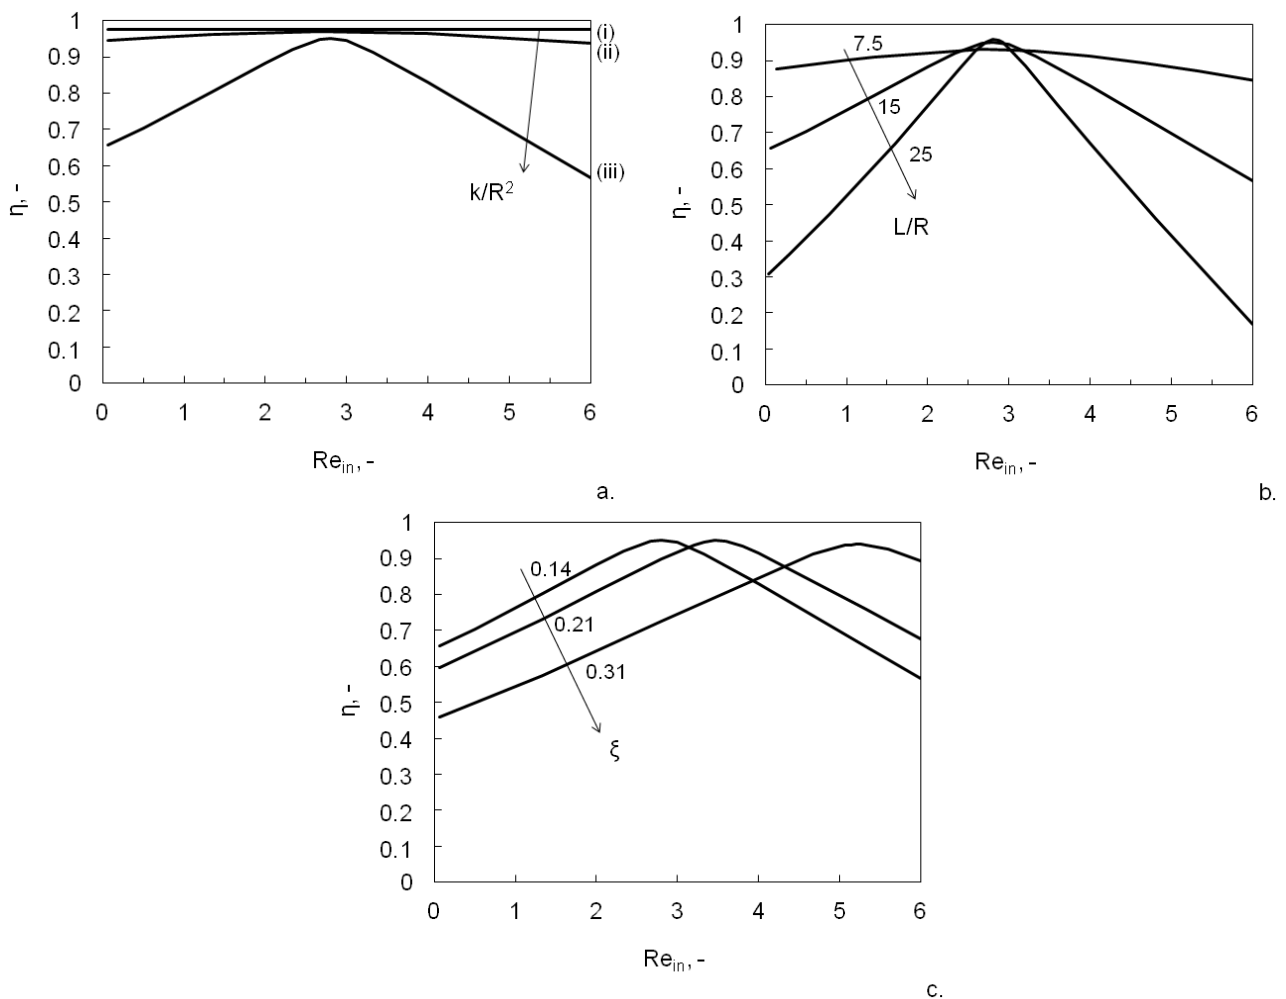 1
0.9
0.8
0.7
0.6
0.5
0.4
0.3
0.2
0.1
0
η, -
(i)
(ii)
(iii)
k/R²
0 1 2 3 4 5 6
Re_in, -
a.
1
0.9
0.8
0.7
0.6
0.5
0.4
0.3
0.2
0.1
0
η, -
7.5
15
25
L/R
0 1 2 3 4 5 6
Re_in, -
b.
1
0.9
0.8
0.7
0.6
0.5
0.4
0.3
0.2
0.1
0
η, -
0.14
0.21
0.31
ξ
0 1 2 3 4 5 6
Re_in, -
c.